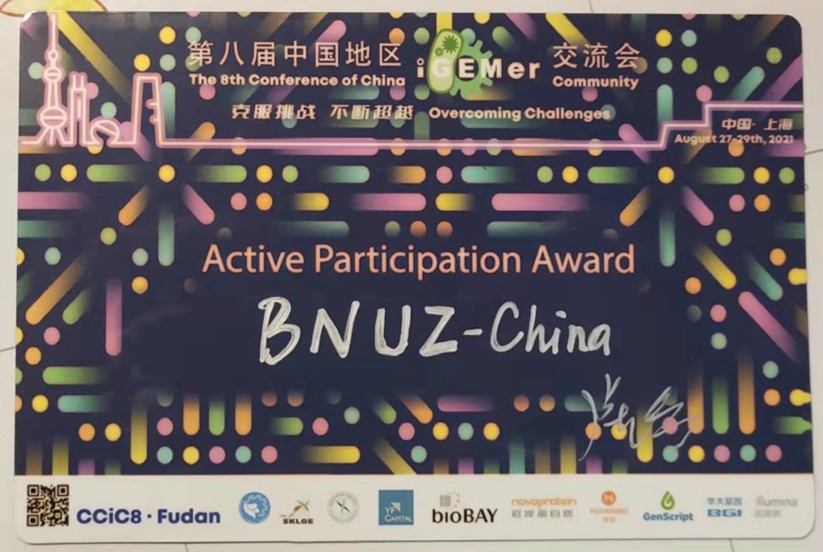 第八届中国地区 iGEMer 交流会
The 8th Conference of China Community
克服挑战 不断超越 Overcoming Challenges
中国·上海
August 27-29th, 2021
Active Participation Award
BNUZ-China
CCiC8·Fudan
SKLGE
YF CAPITAL
bioBAY
novoprotein
近岸蛋白质
GenScript
华大基因
BGI
illumina